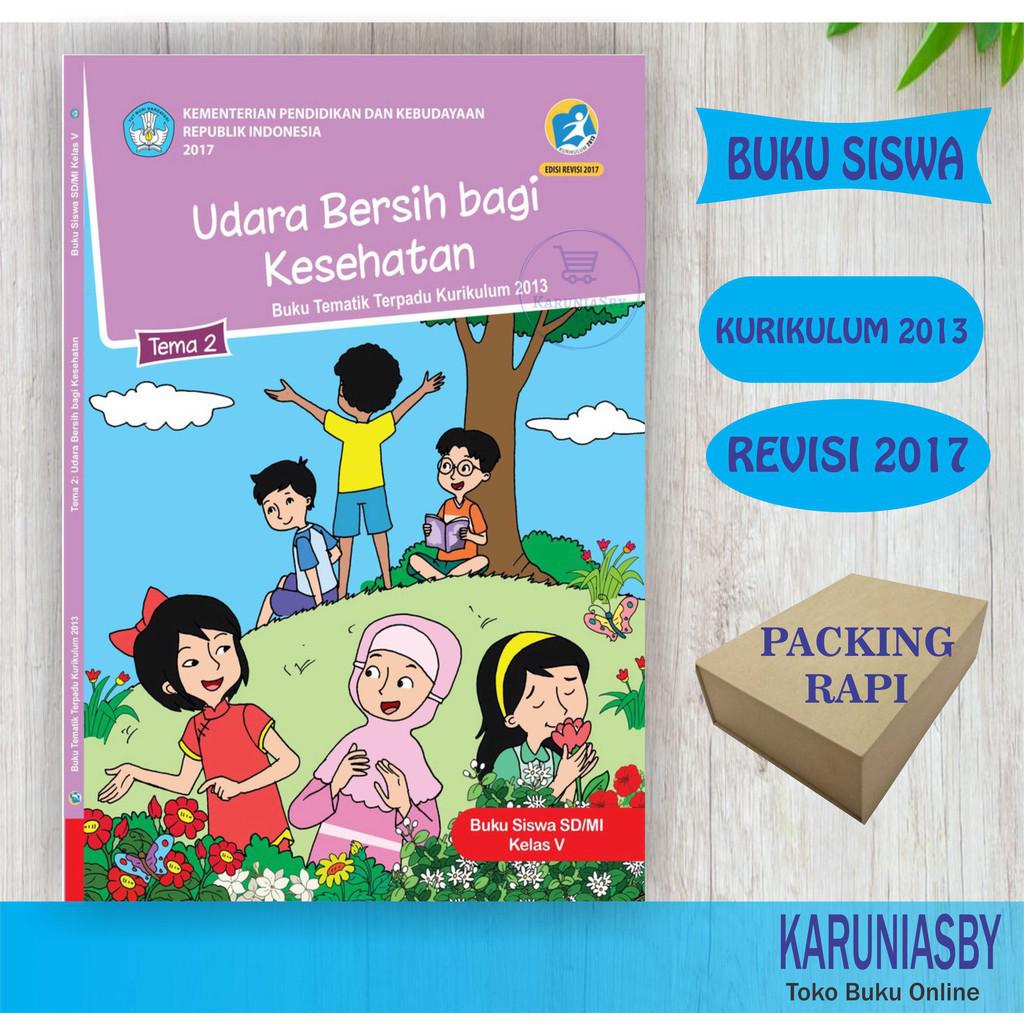 KEMENTERIAN PENDIDIKAN DAN KEBUDAYAAN
REPUBLIK INDONESIA
2017
KURIKULUM 2013
EDISI REVISI 2017
Udara Bersih bagi
Kesehatan
Buku Tematik Terpadu Kurikulum 2013
Tema 2
KARUNIASBY
Buku Siswa SD/MI
Kelas V
Buku Siswa SD/MI Kelas V
Tema 2: Udara Bersih bagi Kesehatan
Buku Tematik Terpadu Kurikulum 2013
BUKU SISWA
KURIKULUM 2013
REVISI 2017
PACKING
RAPI
KARUNIASBY
Toko Buku Online